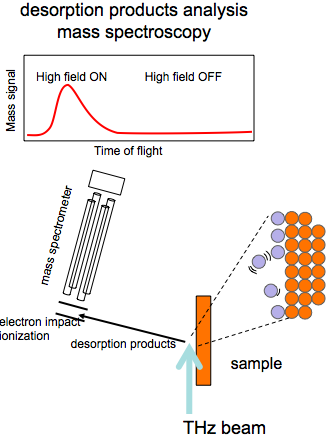 desorption products analysis
mass spectroscopy
High field ON
High field OFF
Mass signal
Time of flight
mass spectrometer
electron impact
ionization
desorption products
sample
THz beam